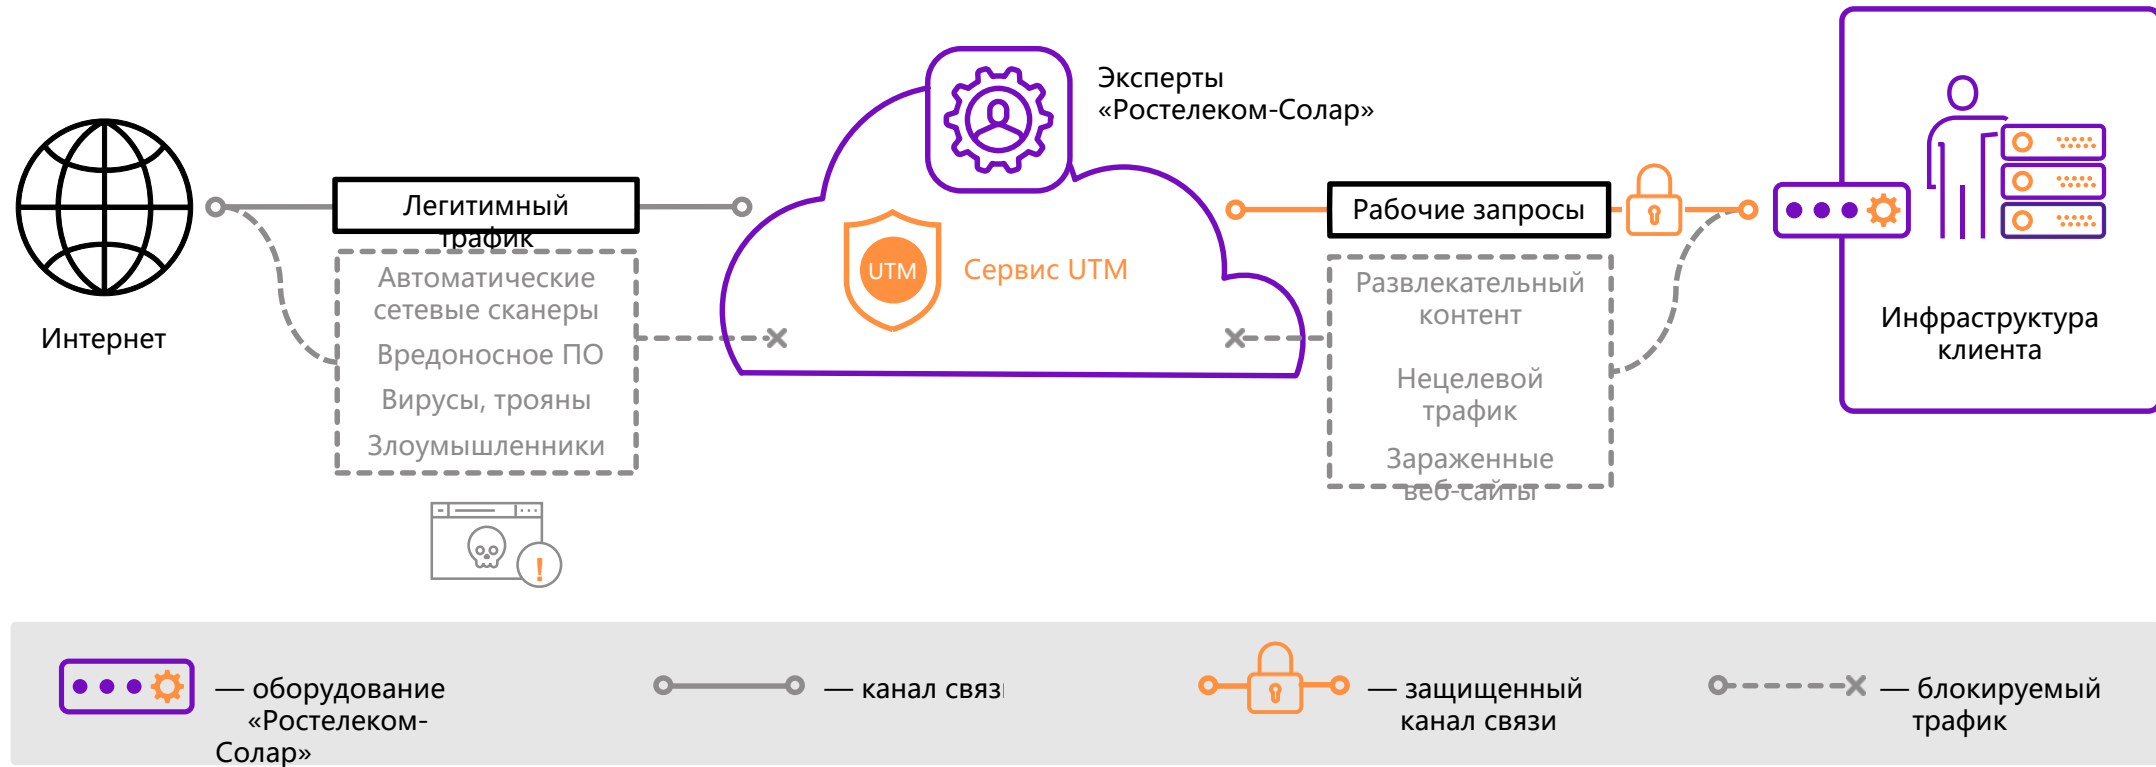 Эксперты
«Ростелеком-Солар»
Легитимный
трафик
Автоматические
сетевые сканеры
Вредоносное ПО
Вирусы, трояны
Злоумышленники
Интернет
!
UTM
Сервис UTM
Рабочие запросы
Развлекательный
контент
Нецелевой
трафик
Зараженные
веб-сайты
Инфраструктура
клиента
— оборудование
«Ростелеком-
Солар»
— канал связи
— защищенный
канал связи
— блокируемый
трафик